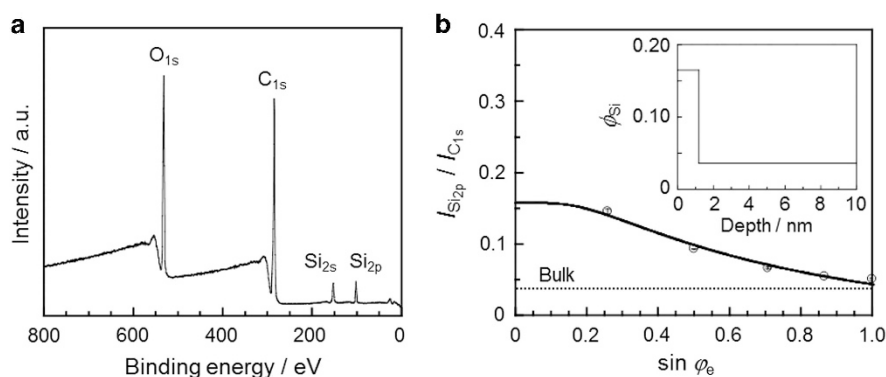 a
O1s
C1s
Si2s
Si2p
Intensity / a.u.
800
600
400
200
0
Binding energy / eV
b
0.4
0.3
0.2
0.1
0
ISi2p / IC1s
0.20
0.10
0
ϕSi
0 2 4 6 8 10
Depth / nm
Bulk
0 0.2 0.4 0.6 0.8 1.0
sin φe